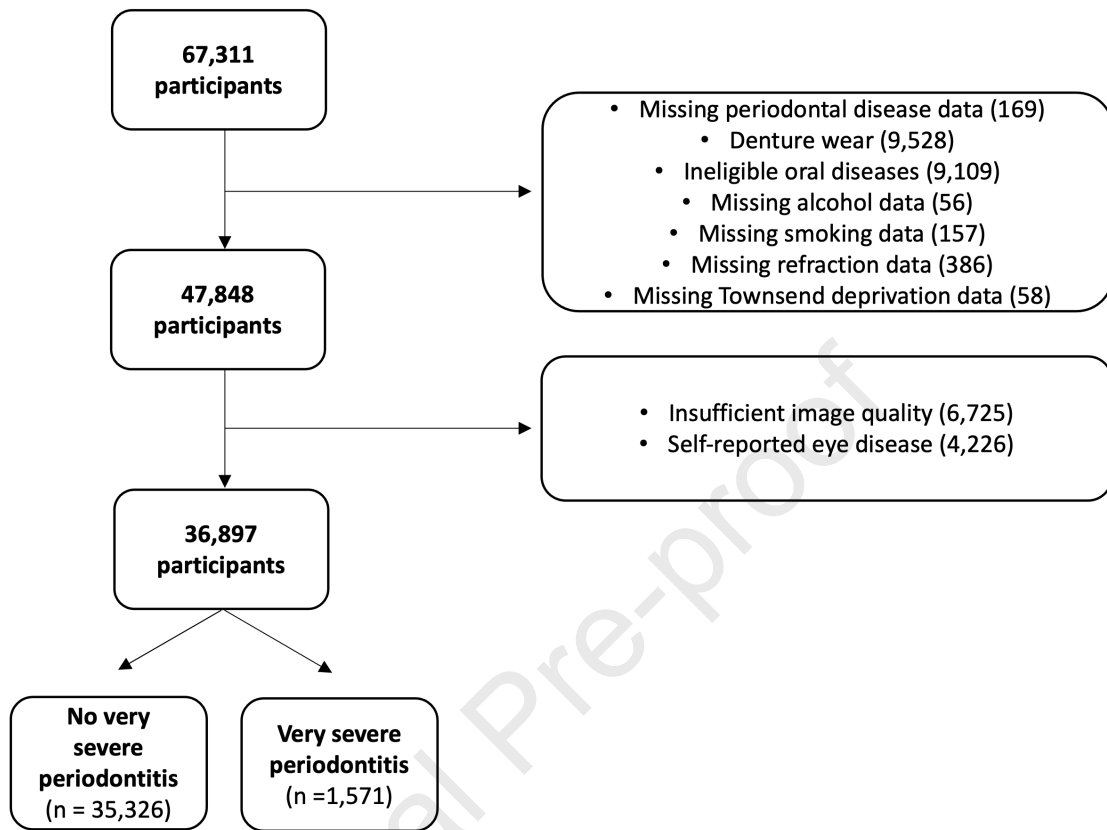 67,311
participants
• Missing periodontal disease data (169)
• Denture wear (9,528)
• Ineligible oral diseases (9,109)
• Missing alcohol data (56)
• Missing smoking data (157)
• Missing refraction data (386)
• Missing Townsend deprivation data (58)
47,848
participants
• Insufficient image quality (6,725)
• Self-reported eye disease (4,226)
36,897
participants
No very
severe
periodontitis
(n = 35,326)
Very severe
periodontitis
(n =1,571)
al Pre-proof